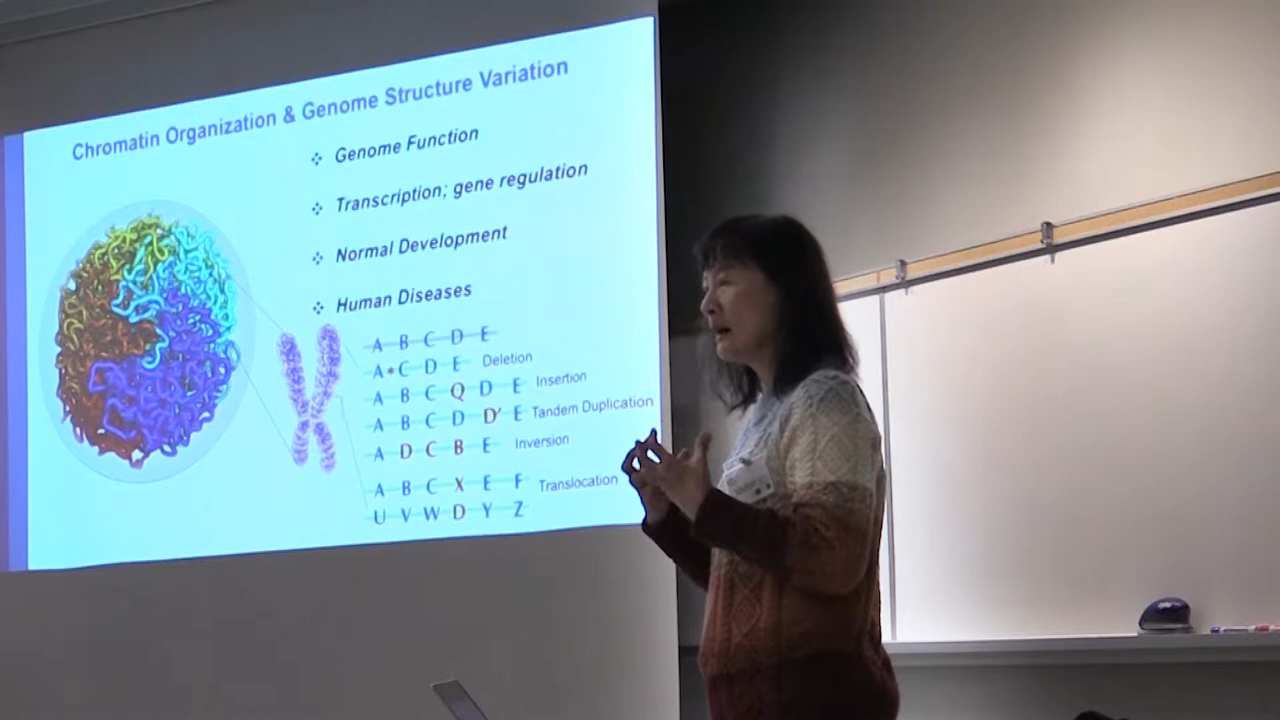 Chromatin Organization & Genome Structure Variation
❖ Genome Function
❖ Transcription; gene regulation
❖ Normal Development
❖ Human Diseases
A B C D E
A • C D E Deletion
A B C Q D E Insertion
A B C D D' E Tandem Duplication
A D C B E Inversion
A B C X E F Translocation
U V W D Y Z